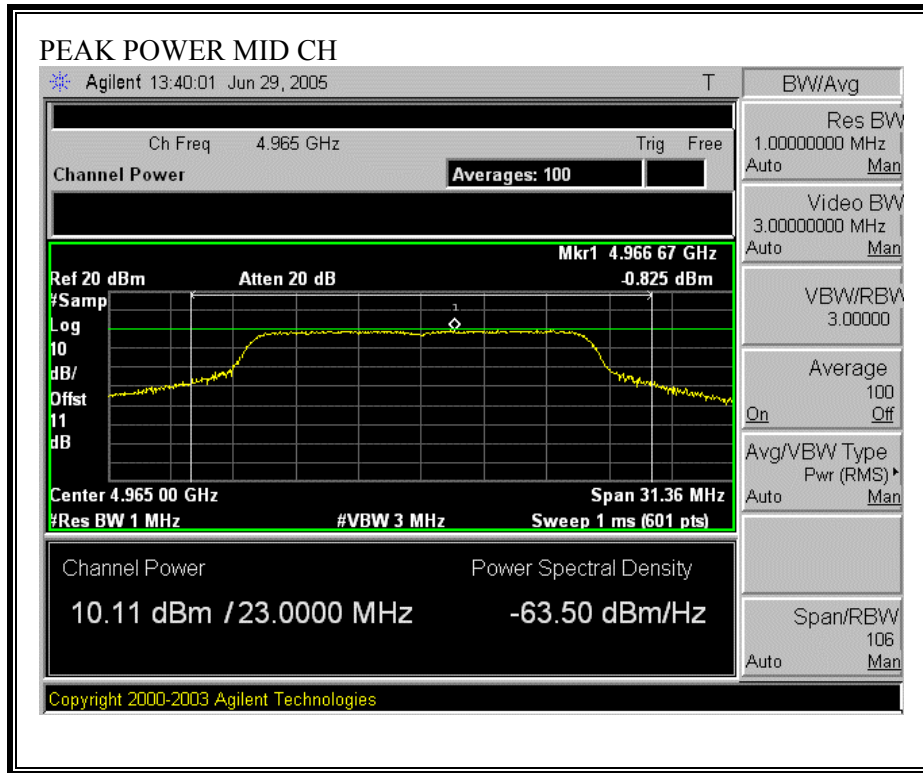 PEAK POWER MID CH
Agilent 13:40:01 Jun 29, 2005 T
Ch Freq 4.965 GHz Trig Free
Channel Power Averages: 100
Mkr1 4.966 67 GHz
Ref 20 dBm Atten 20 dB -0.825 dBm
#Samp
Log
10
dB/
Offst
11
dB
1
Center 4.965 00 GHz Span 31.36 MHz
#Res BW 1 MHz #VBW 3 MHz Sweep 1 ms (601 pts)
Channel Power Power Spectral Density
10.11 dBm / 23.0000 MHz -63.50 dBm/Hz
Copyright 2000-2003 Agilent Technologies
BW/Avg
Res BW
1.00000000 MHz
Auto Man
Video BW
3.00000000 MHz
Auto Man
VBW/RBW
3.00000
Average
100
On Off
Avg/VBW Type
Pwr (RMS)
Auto Man
Span/RBW
106
Auto Man